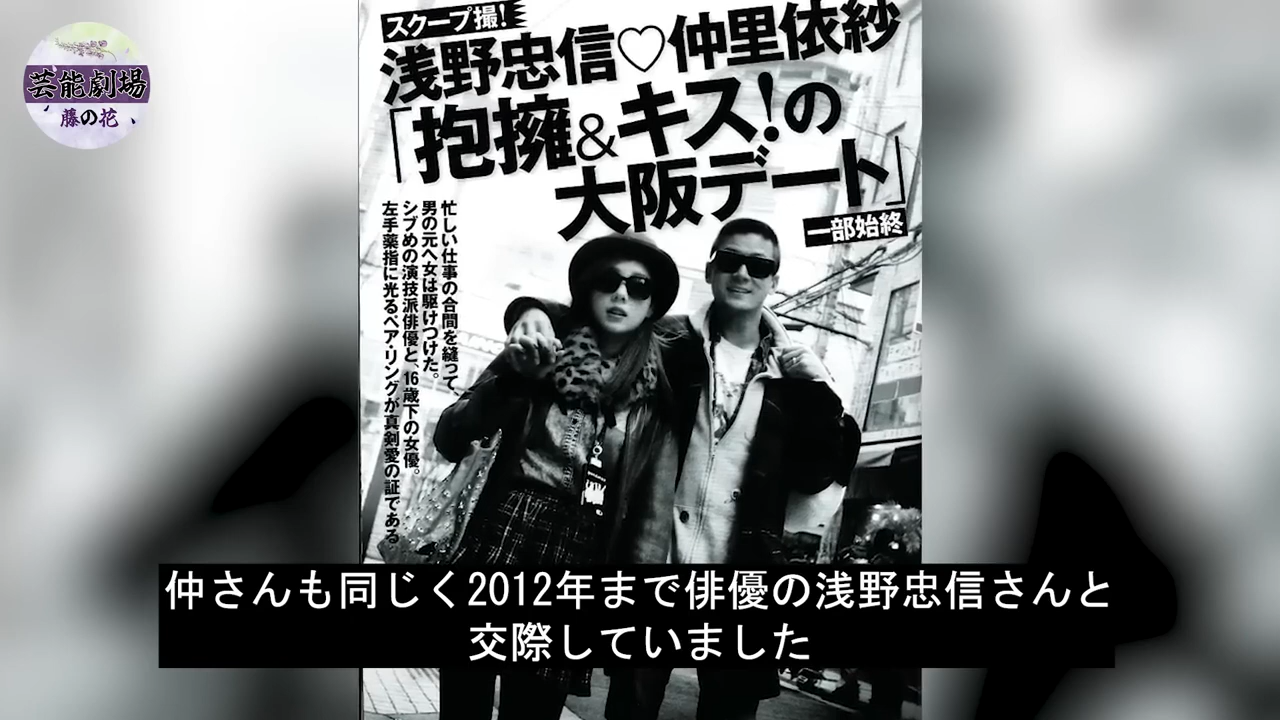 芸能劇場
藤の花
スクープ撮!
浅野忠信♡仲里依紗
「抱擁&キス!の
大阪デート」
一部始終
忙しい仕事の合間を縫って、
男の元へ女は駆けつけた。
シブめの演技派俳優と、16歳下の女優。
左手薬指に光るペア・リングが真剣愛の証である
仲さんも同じく2012年まで俳優の浅野忠信さんと
交際していました